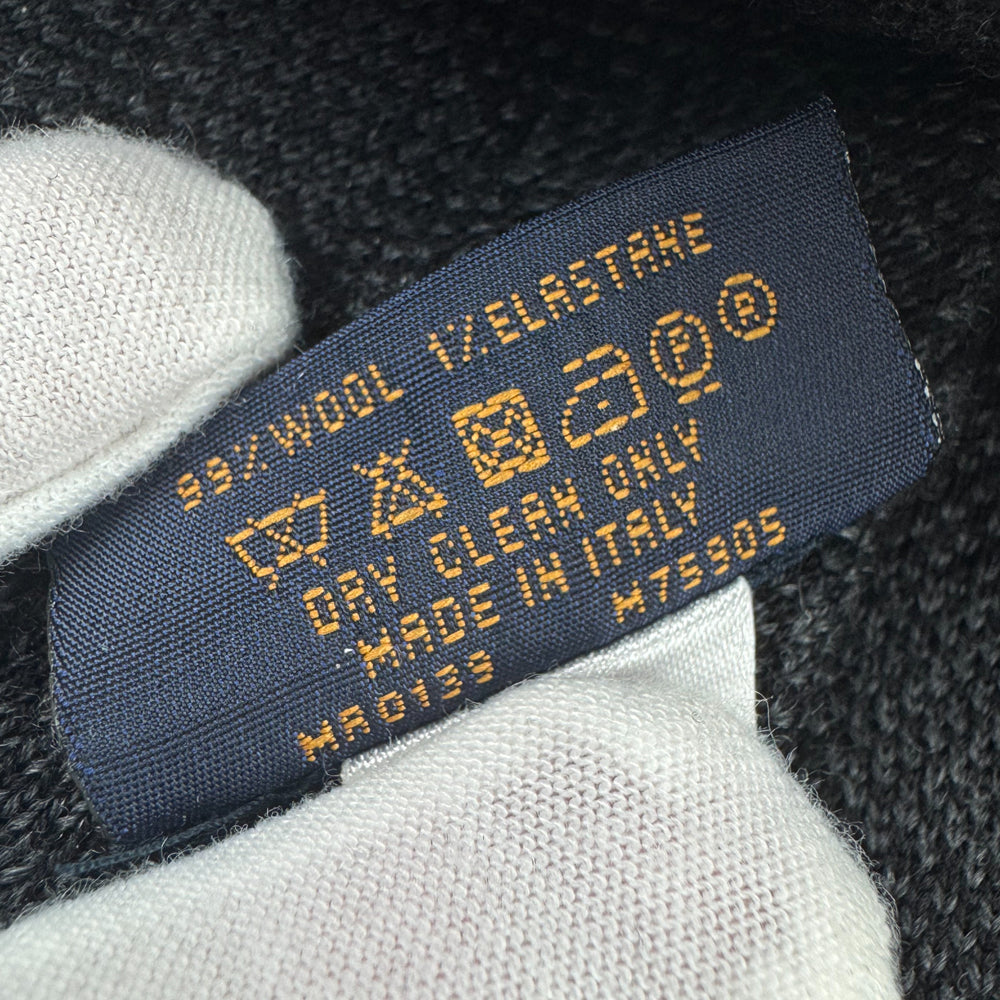 99% WOOL 1% ELASTANE
P R
DRY CLEAN ONLY
MADE IN ITALY
MA0139 M75905